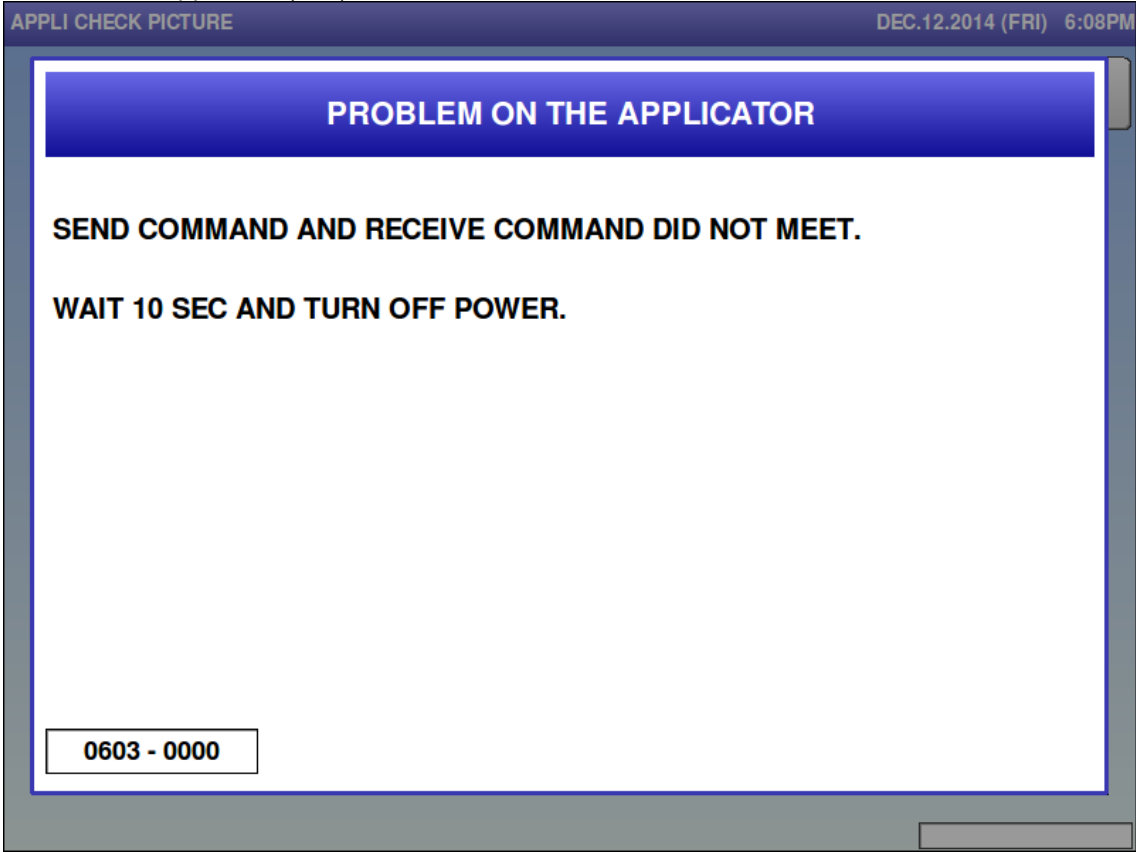 APPLI CHECK PICTURE DEC.12.2014 (FRI) 6:08PM
PROBLEM ON THE APPLICATOR
SEND COMMAND AND RECEIVE COMMAND DID NOT MEET.
WAIT 10 SEC AND TURN OFF POWER.
0603 - 0000